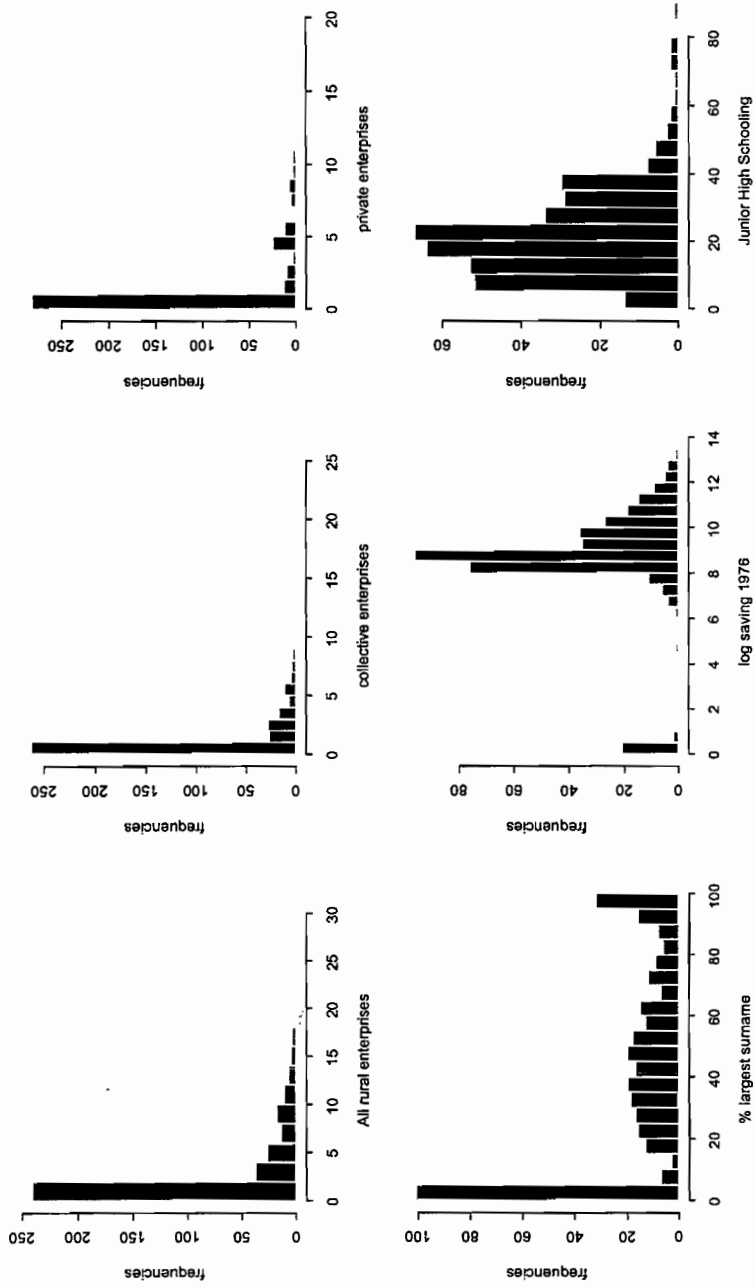 frequencies
0 50 100 150 200 250
0 5 10 15 20 25 30
All rural enterprises
frequencies
0 50 100 150 200 250
0 5 10 15 20 25
collective enterprises
frequencies
0 50 100 150 200 250
0 5 10 15 20
private enterprises
frequencies
0 20 40 60 80 100
0 20 40 60 80 100
% largest surname
frequencies
0 20 40 60 80
0 2 4 6 8 10 12 14
log saving 1976
frequencies
0 20 40 60
0 20 40 60 80
Junior High Schooling